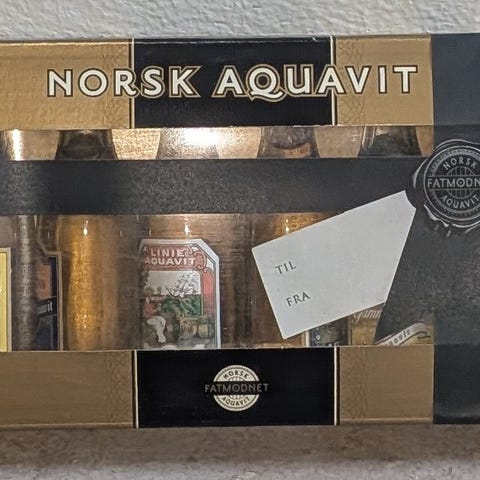 NORSK AQUAVIT
NORSK
FATMODNET
AQUAVIT
LINIE
AQUAVIT
TIL
FRA
NORSK
FATMODNET
AQUAVIT